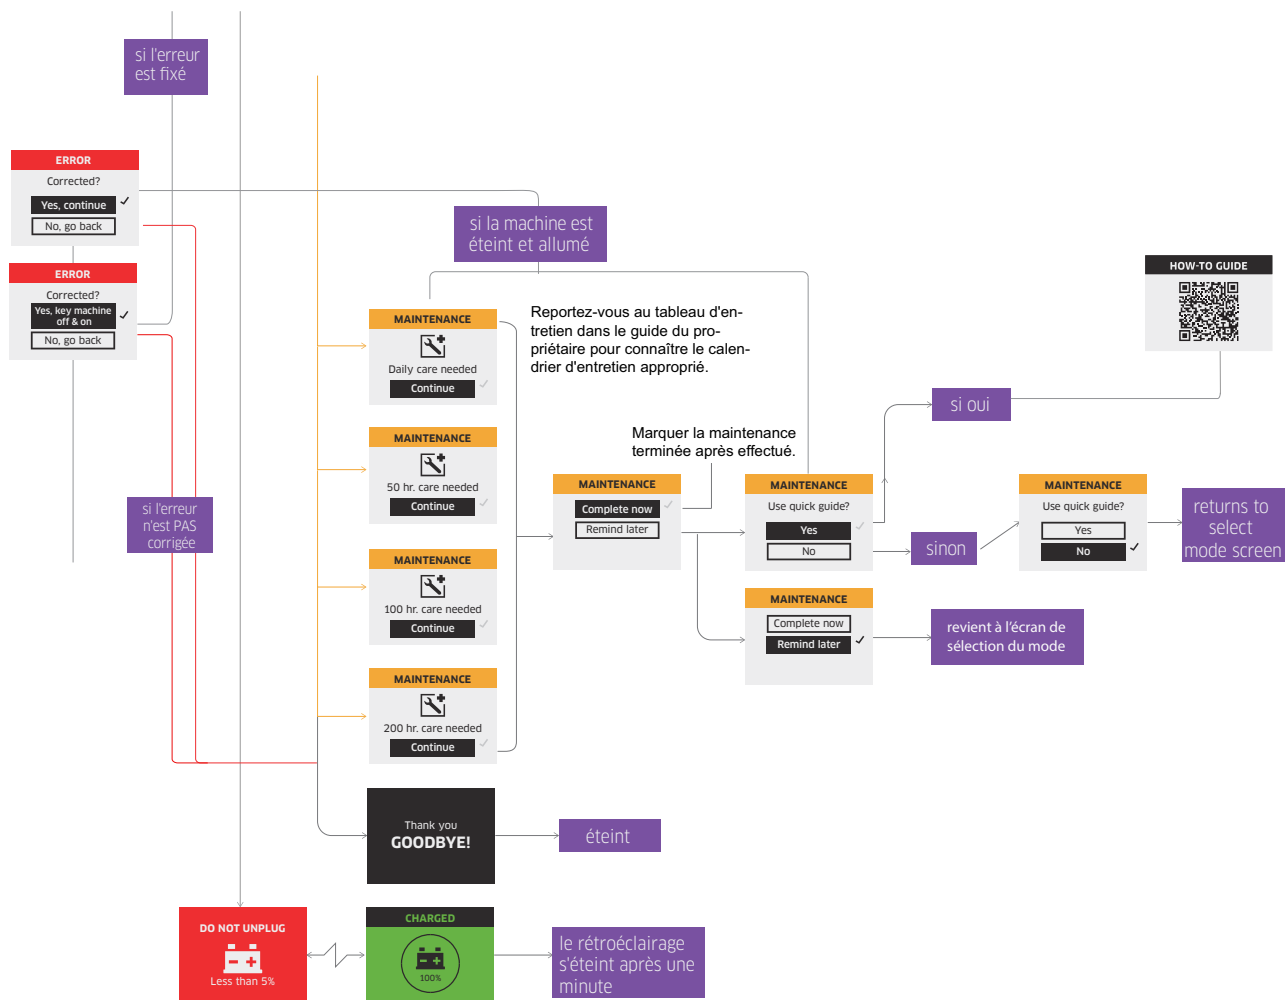 si l'erreur
est fixé
ERROR
Corrected?
Yes, continue
No, go back
si la machine est
éteint et allumé
ERROR
Corrected?
Yes, key machine
off & on
No, go back
HOW-TO GUIDE
MAINTENANCE
Daily care needed
Continue
Reportez-vous au tableau d'en-
tretien dans le guide du pro-
priétaire pour connaître le calen-
drier d'entretien approprié.
si oui
MAINTENANCE
50 hr. care needed
Continue
Marquer la maintenance
terminée après effectué.
MAINTENANCE
Complete now
Remind later
MAINTENANCE
Use quick guide?
Yes
No
sinon
MAINTENANCE
Use quick guide?
Yes
No
returns to
select
mode screen
si l'erreur
n'est PAS
corrigée
MAINTENANCE
100 hr. care needed
Continue
MAINTENANCE
Complete now
Remind later
revient à l'écran de
sélection du mode
MAINTENANCE
200 hr. care needed
Continue
Thank you
GOODBYE!
éteint
DO NOT UNPLUG
Less than 5%
CHARGED
100%
le rétroéclairage
s'éteint après une
minute